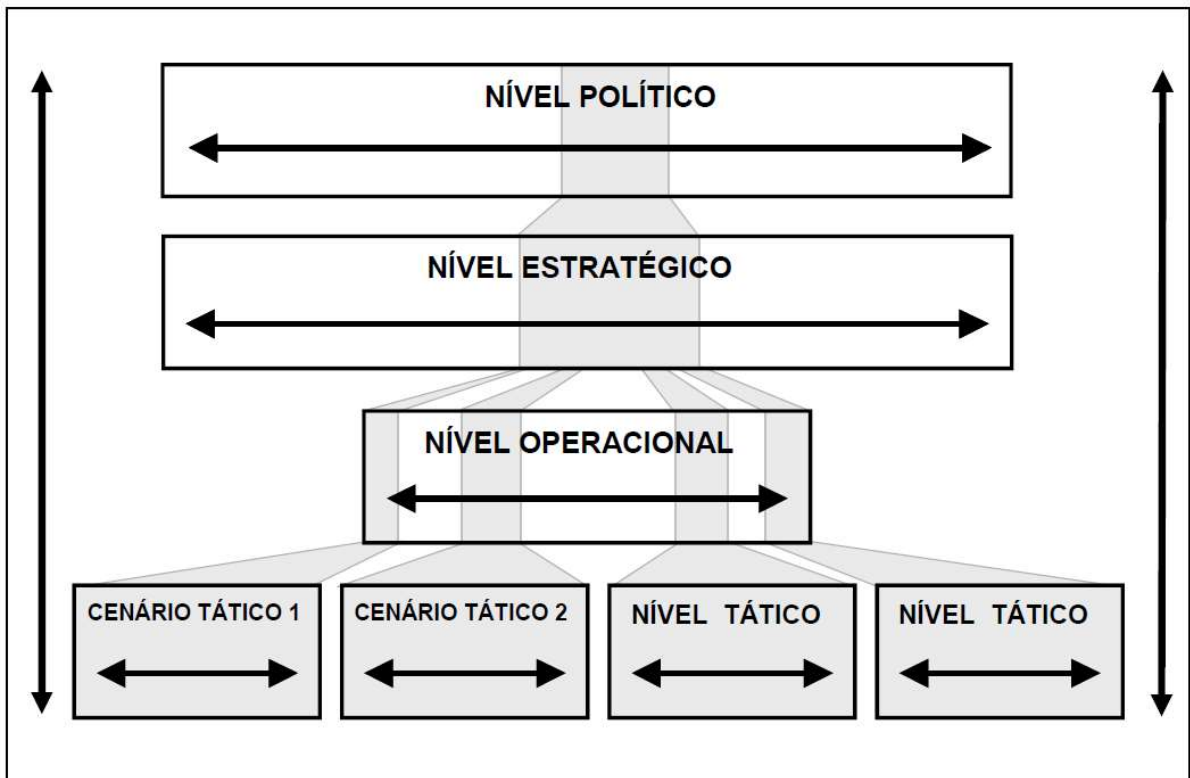 NÍVEL POLÍTICO
NÍVEL ESTRATÉGICO
NÍVEL OPERACIONAL
CENÁRIO TÁTICO 1
CENÁRIO TÁTICO 2
NÍVEL TÁTICO
NÍVEL TÁTICO